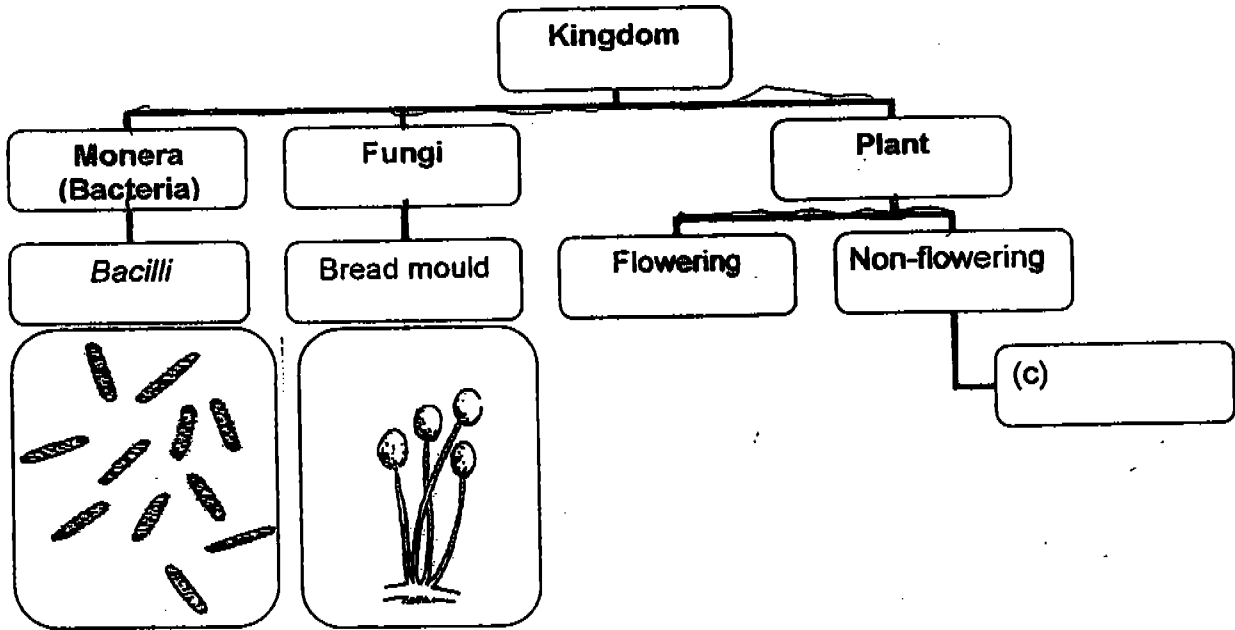 Kingdom
Monera
(Bacteria)
Fungi
Plant
Bacilli
Bread mould
Flowering
Non-flowering
(c)